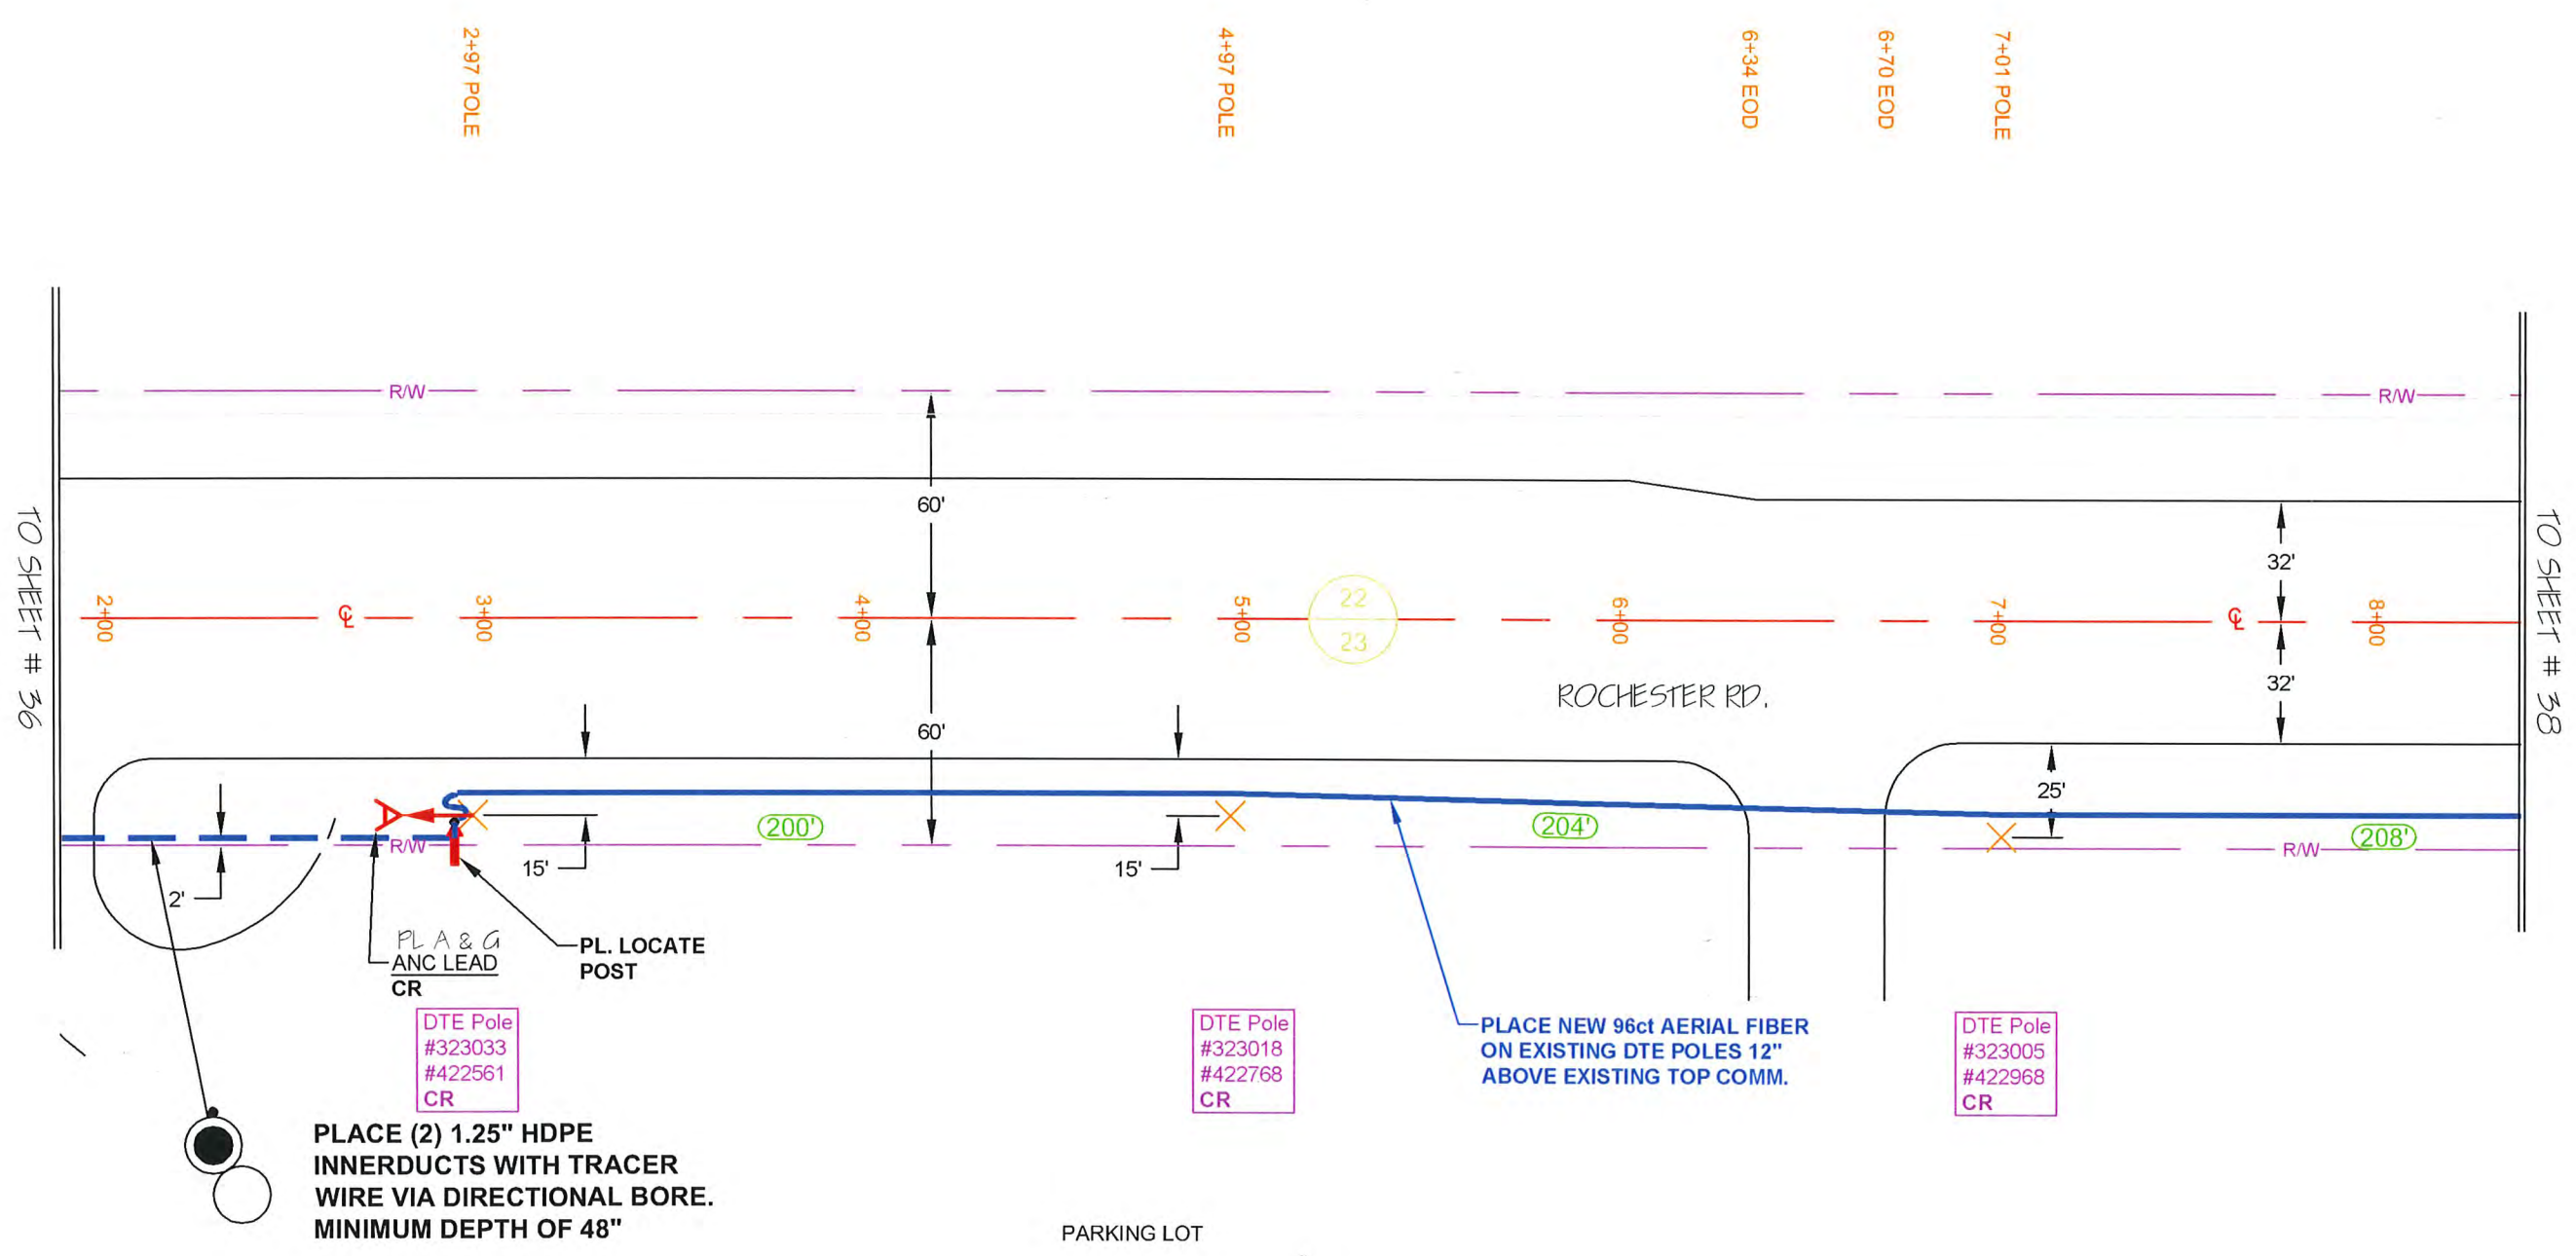 2+97 POLE
4+97 POLE
6+34 EOD
6+70 EOD
7+01 POLE
R/W
R/W
TO SHEET # 36
60'
32'
TO SHEET # 38
2+00
℄
3+00
4+00
5+00
22
23
6+00
7+00
℄
8+00
ROCHESTER RD.
32'
60'
25'
200'
204'
208'
R/W
R/W
15'
15'
2'
PL A & G
ANC LEAD
CR
PL. LOCATE
POST
DTE Pole
#323033
#422561
CR
DTE Pole
#323018
#422768
CR
PLACE NEW 96ct AERIAL FIBER
ON EXISTING DTE POLES 12"
ABOVE EXISTING TOP COMM.
DTE Pole
#323005
#422968
CR
PLACE (2) 1.25" HDPE
INNERDUCTS WITH TRACER
WIRE VIA DIRECTIONAL BORE.
MINIMUM DEPTH OF 48"
PARKING LOT